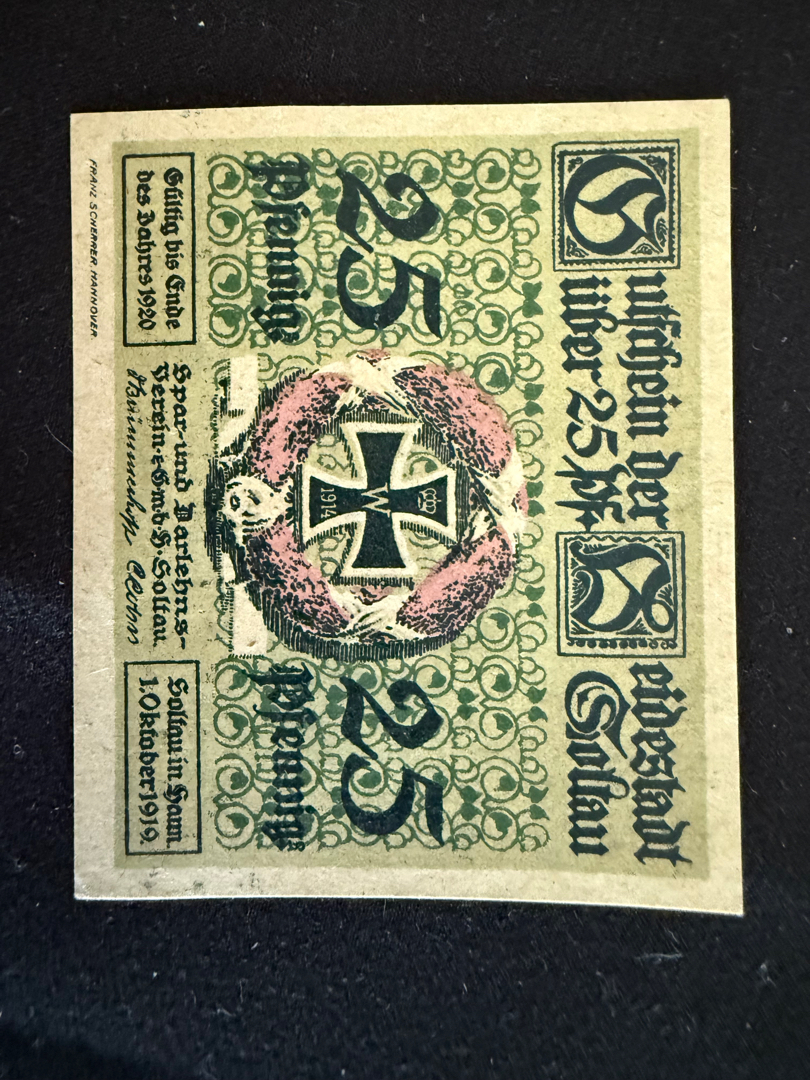 Gutschein der Heidestadt
über 25 Pf. Soltau
25
Pfennig
25
Pfennig
W
1914
Gültig bis Ende
des Jahres 1920
Spar- und Darlehns-
Verein e. G. m. b. H. Soltau.
Soltau in Hann.
1. Oktober 1919.
FRANZ SCHERRER, HANNOVER